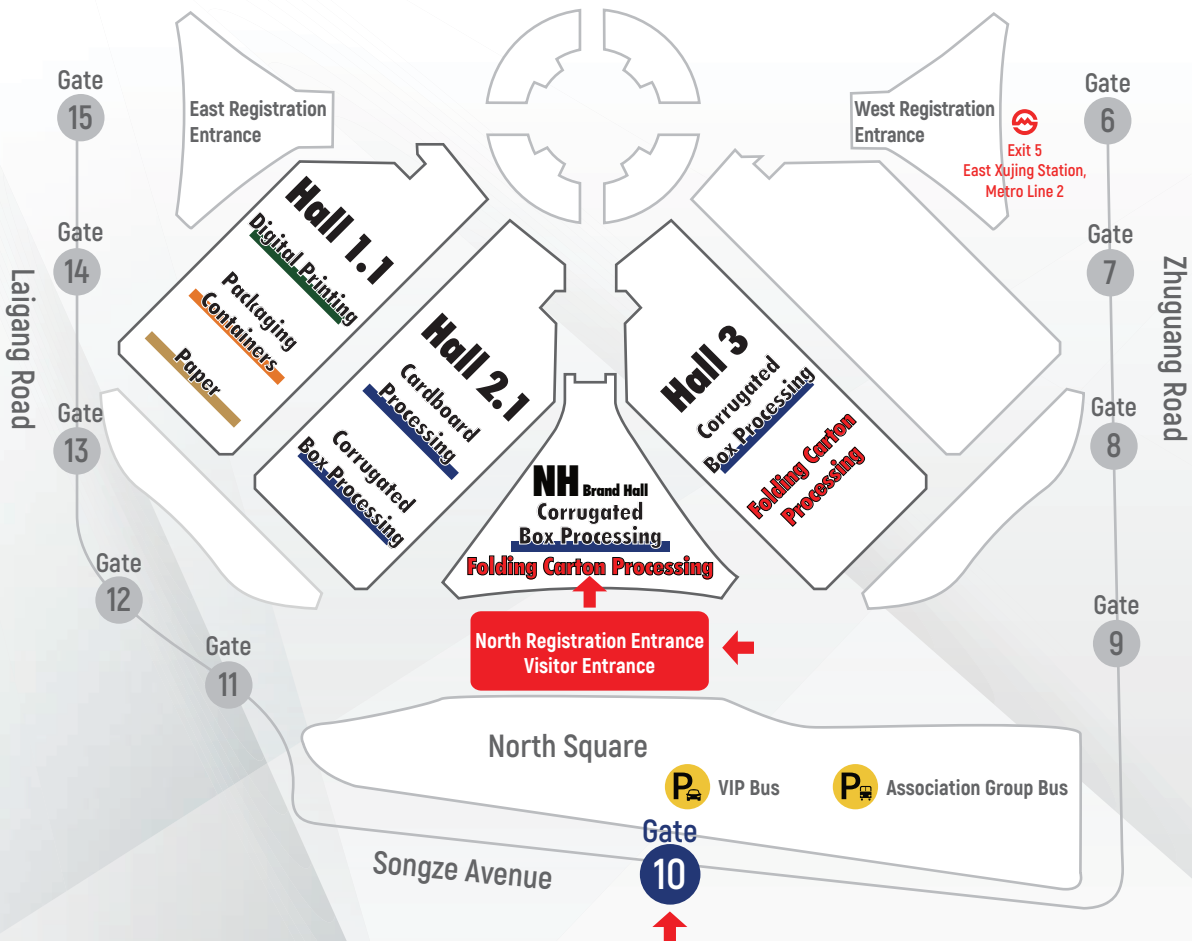 Gate
15
East Registration
Entrance
West Registration
Entrance
Exit 5
East Xujing Station,
Metro Line 2
Gate
6
Gate
14
Laigang Road
Gate
7
Zhuguang Road
Hall 1.1
Digital Printing
Packaging
Containers
Paper
Hall 2.1
Cardboard
Processing
Corrugated
Box Processing
Hall 3
Corrugated
Box Processing
Folding Carton
Processing
NH Brand Hall
Corrugated
Box Processing
Folding Carton Processing
Gate
13
Gate
8
Gate
12
Gate
11
Gate
9
North Registration Entrance
Visitor Entrance
North Square
P VIP Bus
P Association Group Bus
Gate
10
Songze Avenue